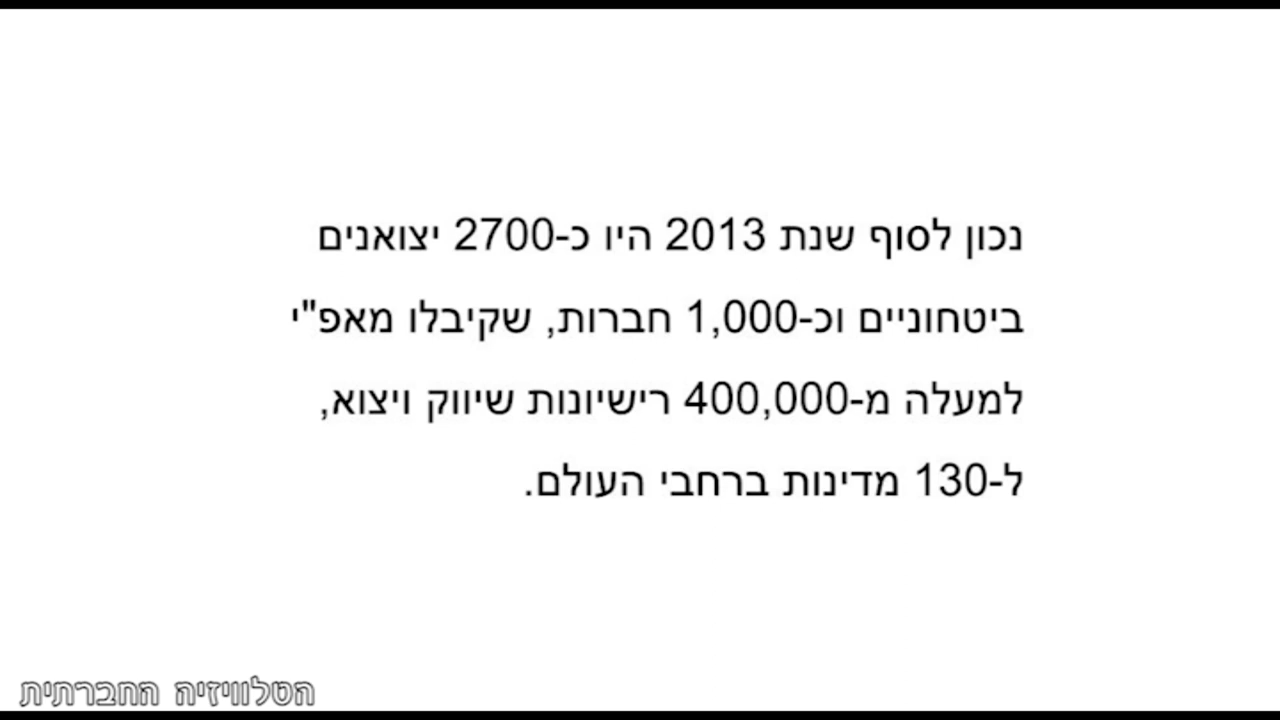 נכון לסוף שנת 2013 היו כ-2700 יצואנים
ביטחוניים וכ-1,000 חברות, שקיבלו מאפ"י
למעלה מ-400,000 רישיונות שיווק ויצוא,
ל-130 מדינות ברחבי העולם.
הטלוויזיה החברתית